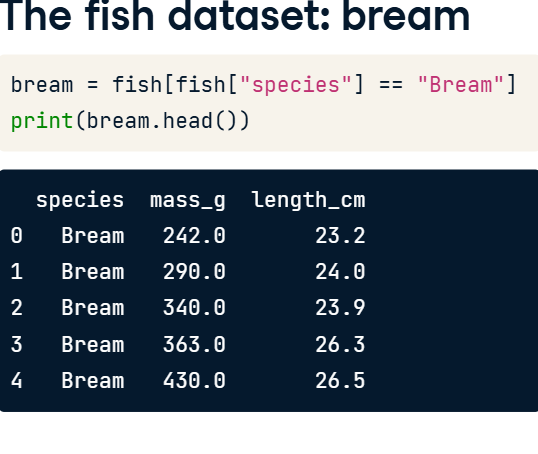 The fish dataset: bream
bream = fish[fish["species"] == "Bream"]
print(bream.head())
species mass_g length_cm
0 Bream 242.0 23.2
1 Bream 290.0 24.0
2 Bream 340.0 23.9
3 Bream 363.0 26.3
4 Bream 430.0 26.5